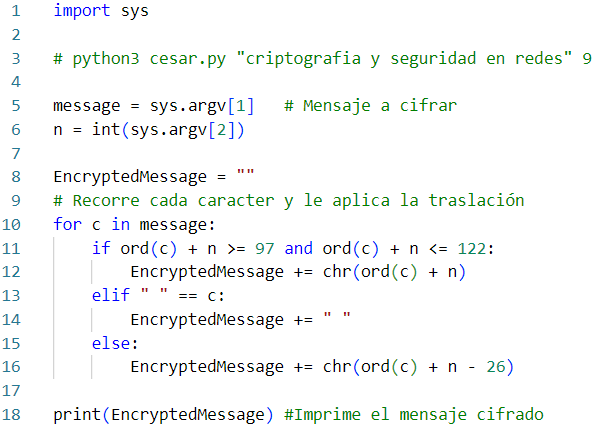 1 import sys
2
3 # python3 cesar.py "criptografia y seguridad en redes" 9
4
5 message = sys.argv[1]   # Mensaje a cifrar
6 n = int(sys.argv[2])
7
8 EncryptedMessage = ""
9 # Recorre cada caracter y le aplica la traslación
10 for c in message:
11     if ord(c) + n >= 97 and ord(c) + n <= 122:
12         EncryptedMessage += chr(ord(c) + n)
13     elif " " == c:
14         EncryptedMessage += " "
15     else:
16         EncryptedMessage += chr(ord(c) + n - 26)
17
18 print(EncryptedMessage) #Imprime el mensaje cifrado